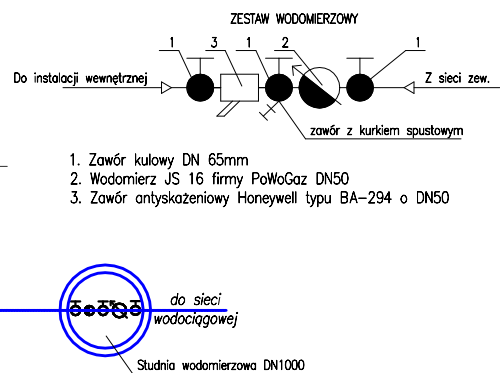 ZESTAW WODOMIERZOWY
1 3 1 2 1
Do instalacji wewnętrznej
Z sieci zew.
zawór z kurkiem spustowym
1. Zawór kulowy DN 65mm
2. Wodomierz JS 16 firmy PoWoGaz DN50
3. Zawór antyskażeniowy Honeywell typu BA-294 o DN50
do sieci
wodociągowej
Studnia wodomierzowa DN1000